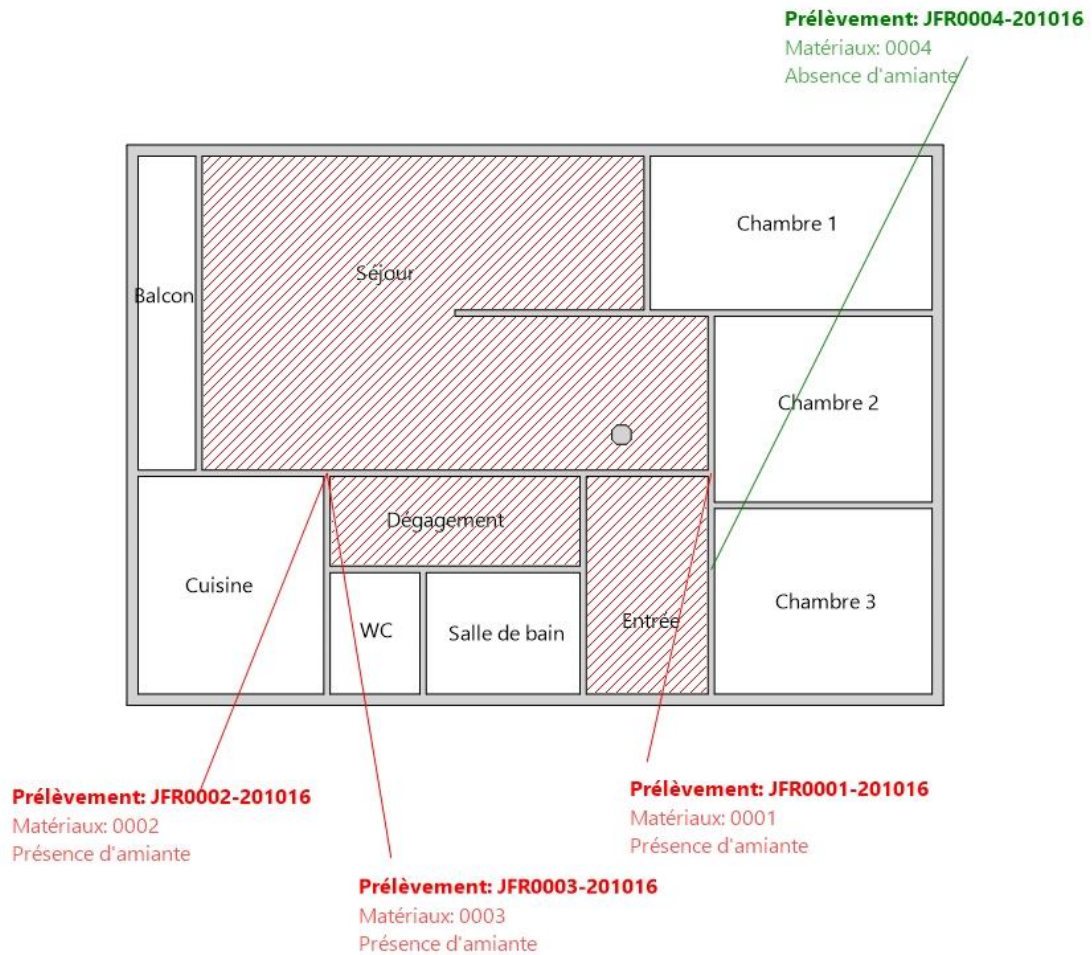 Prélèvement: JFR0004-201016
Matériaux: 0004
Absence d'amiante
Chambre 1
Séjour
Balcon
Chambre 2
Dégagement
Cuisine
Chambre 3
Entrée
WC
Salle de bain
Prélèvement: JFR0002-201016
Matériaux: 0002
Présence d'amiante
Prélèvement: JFR0001-201016
Matériaux: 0001
Présence d'amiante
Prélèvement: JFR0003-201016
Matériaux: 0003
Présence d'amiante